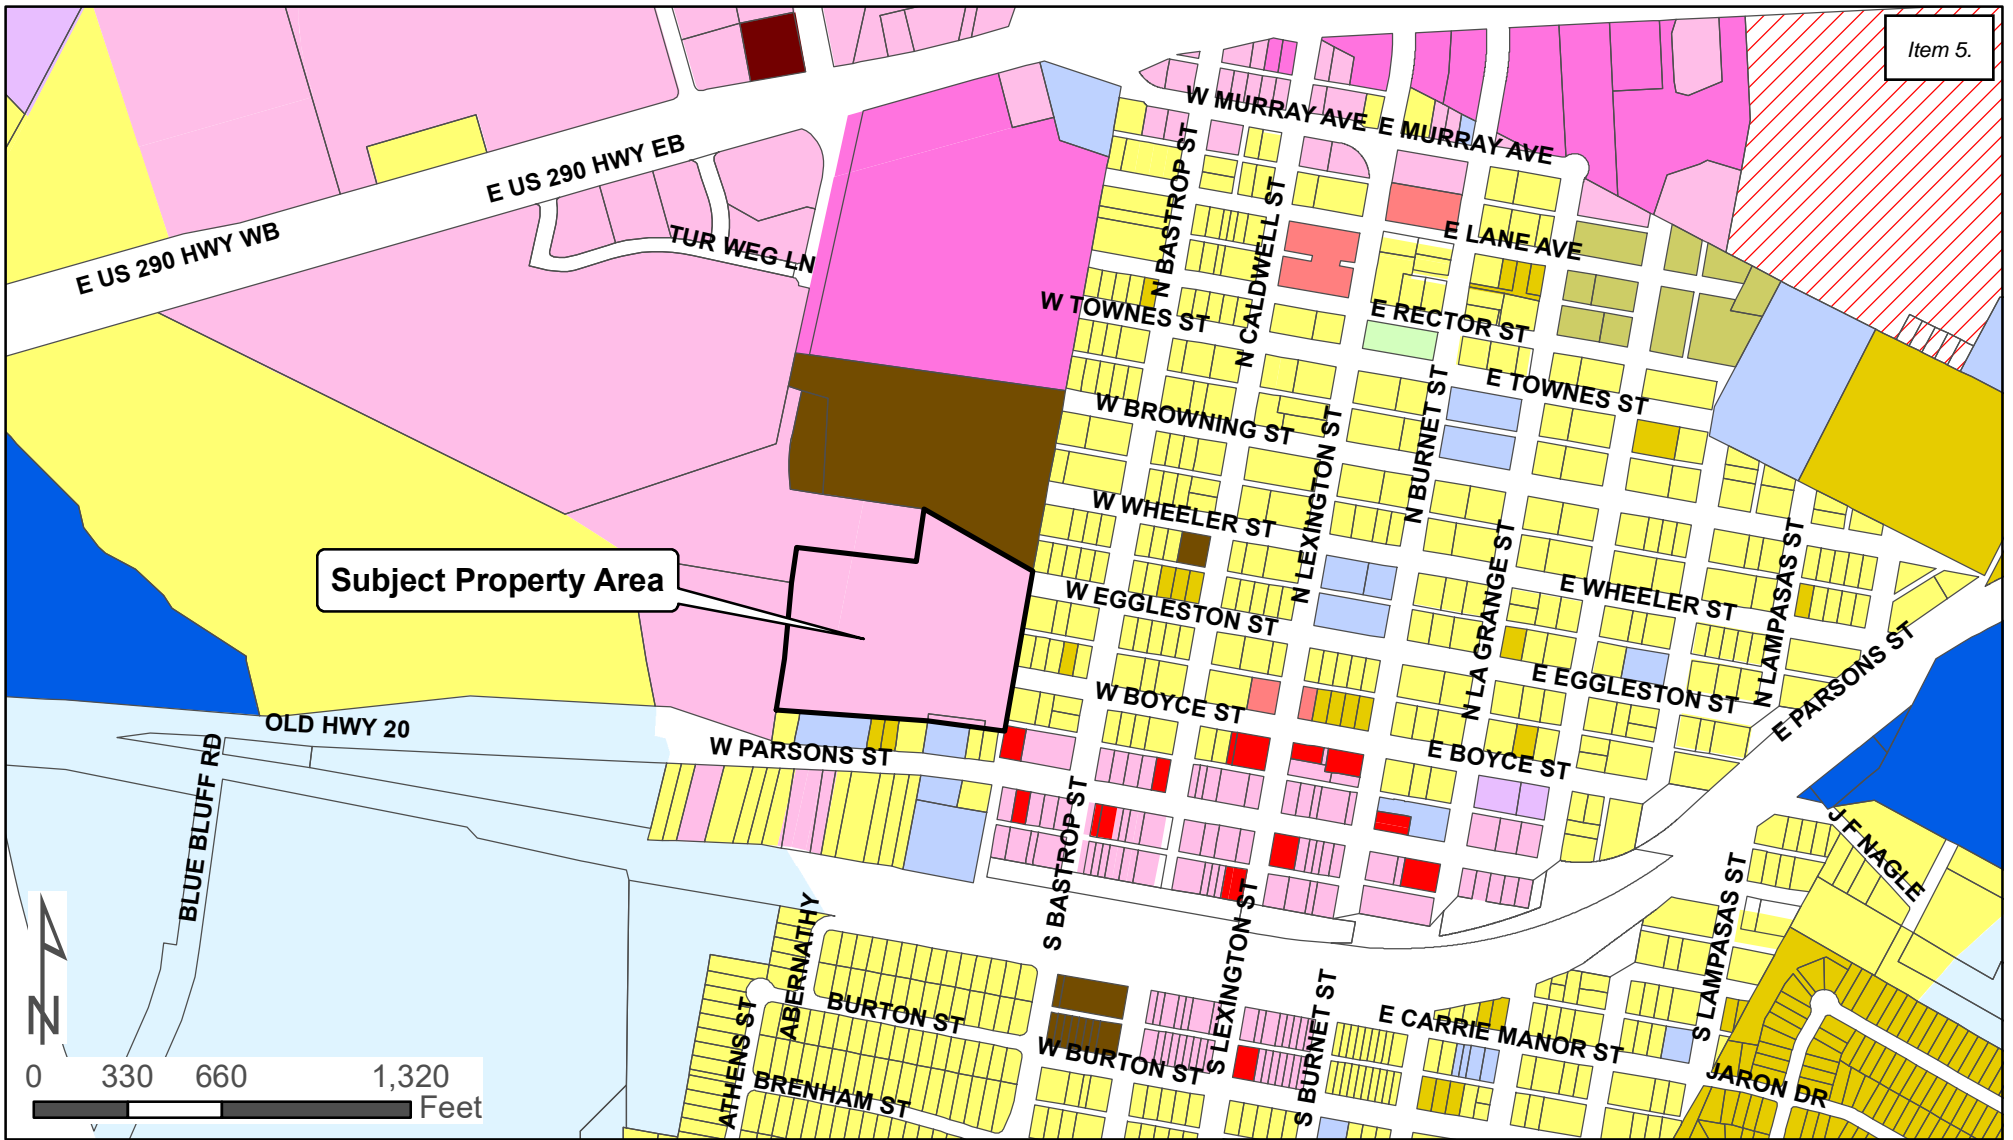 Item 5.
W MURRAY AVE
E MURRAY AVE
E US 290 HWY EB
E US 290 HWY WB
TUR WEG LN
N BASTROP ST
N CALDWELL ST
E LANE AVE
W TOWNES ST
E RECTOR ST
E TOWNES ST
W BROWNING ST
N LEXINGTON ST
N BURNET ST
W WHEELER ST
N LA GRANGE ST
N LAMPASAS ST
Subject Property Area
W EGGLESTON ST
E WHEELER ST
E EGGLESTON ST
E PARSONS ST
W BOYCE ST
OLD HWY 20
W PARSONS ST
E BOYCE ST
BLUE BLUFF RD
S BASTROP ST
J F NAGLE
S LEXINGTON ST
S LAMPASAS ST
ABERNATHY
BURTON ST
ATHENS ST
S BURNET ST
E CARRIE MANOR ST
W BURTON ST
BRENHAM ST
JARON DR
N
0 330 660 1,320
Feet